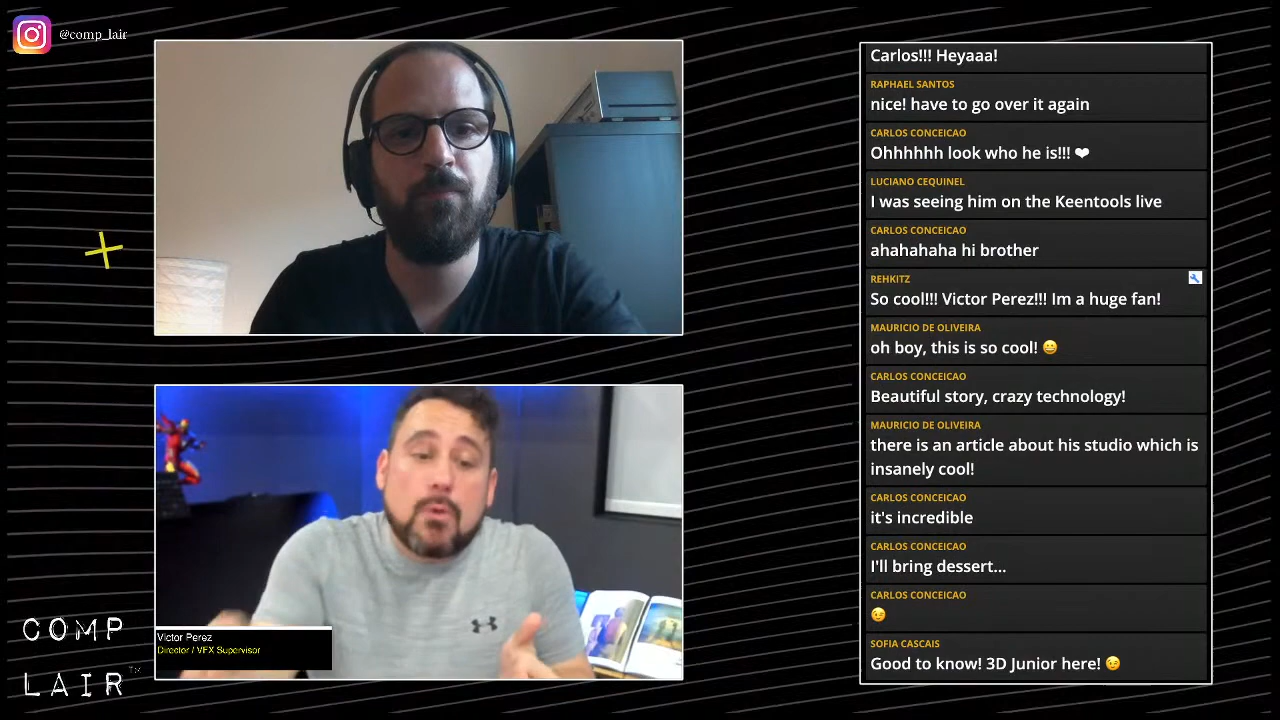 @comp_lair
Carlos!!! Heyaaa!
RAPHAEL SANTOS
nice! have to go over it again
CARLOS CONCEICAO
Ohhhhhh look who he is!!! ❤
LUCIANO CEQUINEL
I was seeing him on the Keentools live
CARLOS CONCEICAO
ahahahaha hi brother
REHKITZ
So cool!!! Victor Perez!!! Im a huge fan!
MAURICIO DE OLIVEIRA
oh boy, this is so cool! 😀
CARLOS CONCEICAO
Beautiful story, crazy technology!
MAURICIO DE OLIVEIRA
there is an article about his studio which is
insanely cool!
CARLOS CONCEICAO
it's incredible
CARLOS CONCEICAO
I'll bring dessert...
CARLOS CONCEICAO
😉
SOFIA CASCAIS
Good to know! 3D Junior here! 😉
Victor Perez
Director / VFX Supervisor
COMP
LAIR™